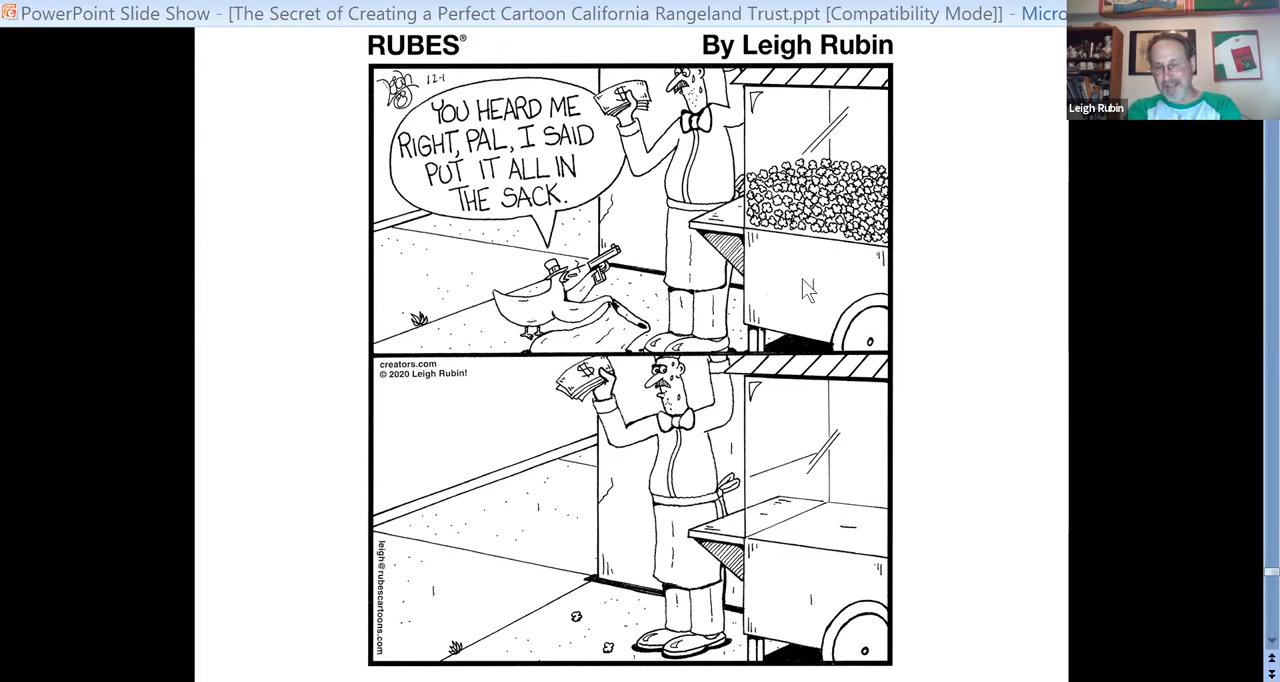 PowerPoint Slide Show - [The Secret of Creating a Perfect Cartoon California Rangeland Trust.ppt [Compatibility Mode]] - Micro
Leigh Rubin
RUBES® By Leigh Rubin
12-1
YOU HEARD ME
RIGHT, PAL, I SAID
PUT IT ALL IN
THE SACK.
$
creators.com
© 2020 Leigh Rubin!
$
leigh@rubescartoons.com